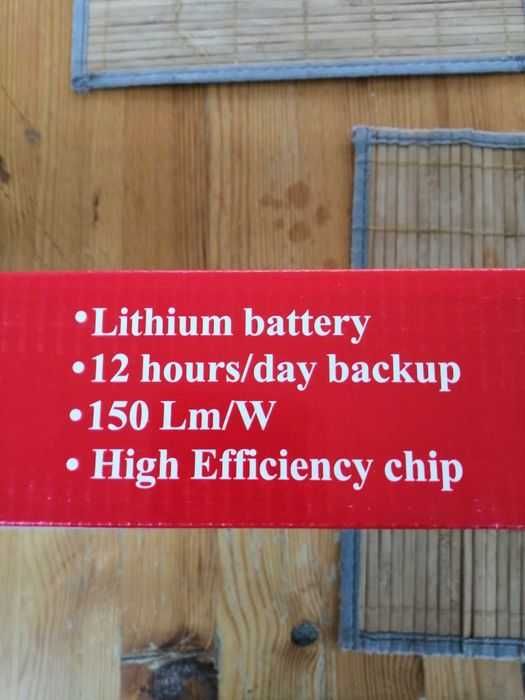 •Lithium battery
•12 hours/day backup
•150 Lm/W
• High Efficiency chip